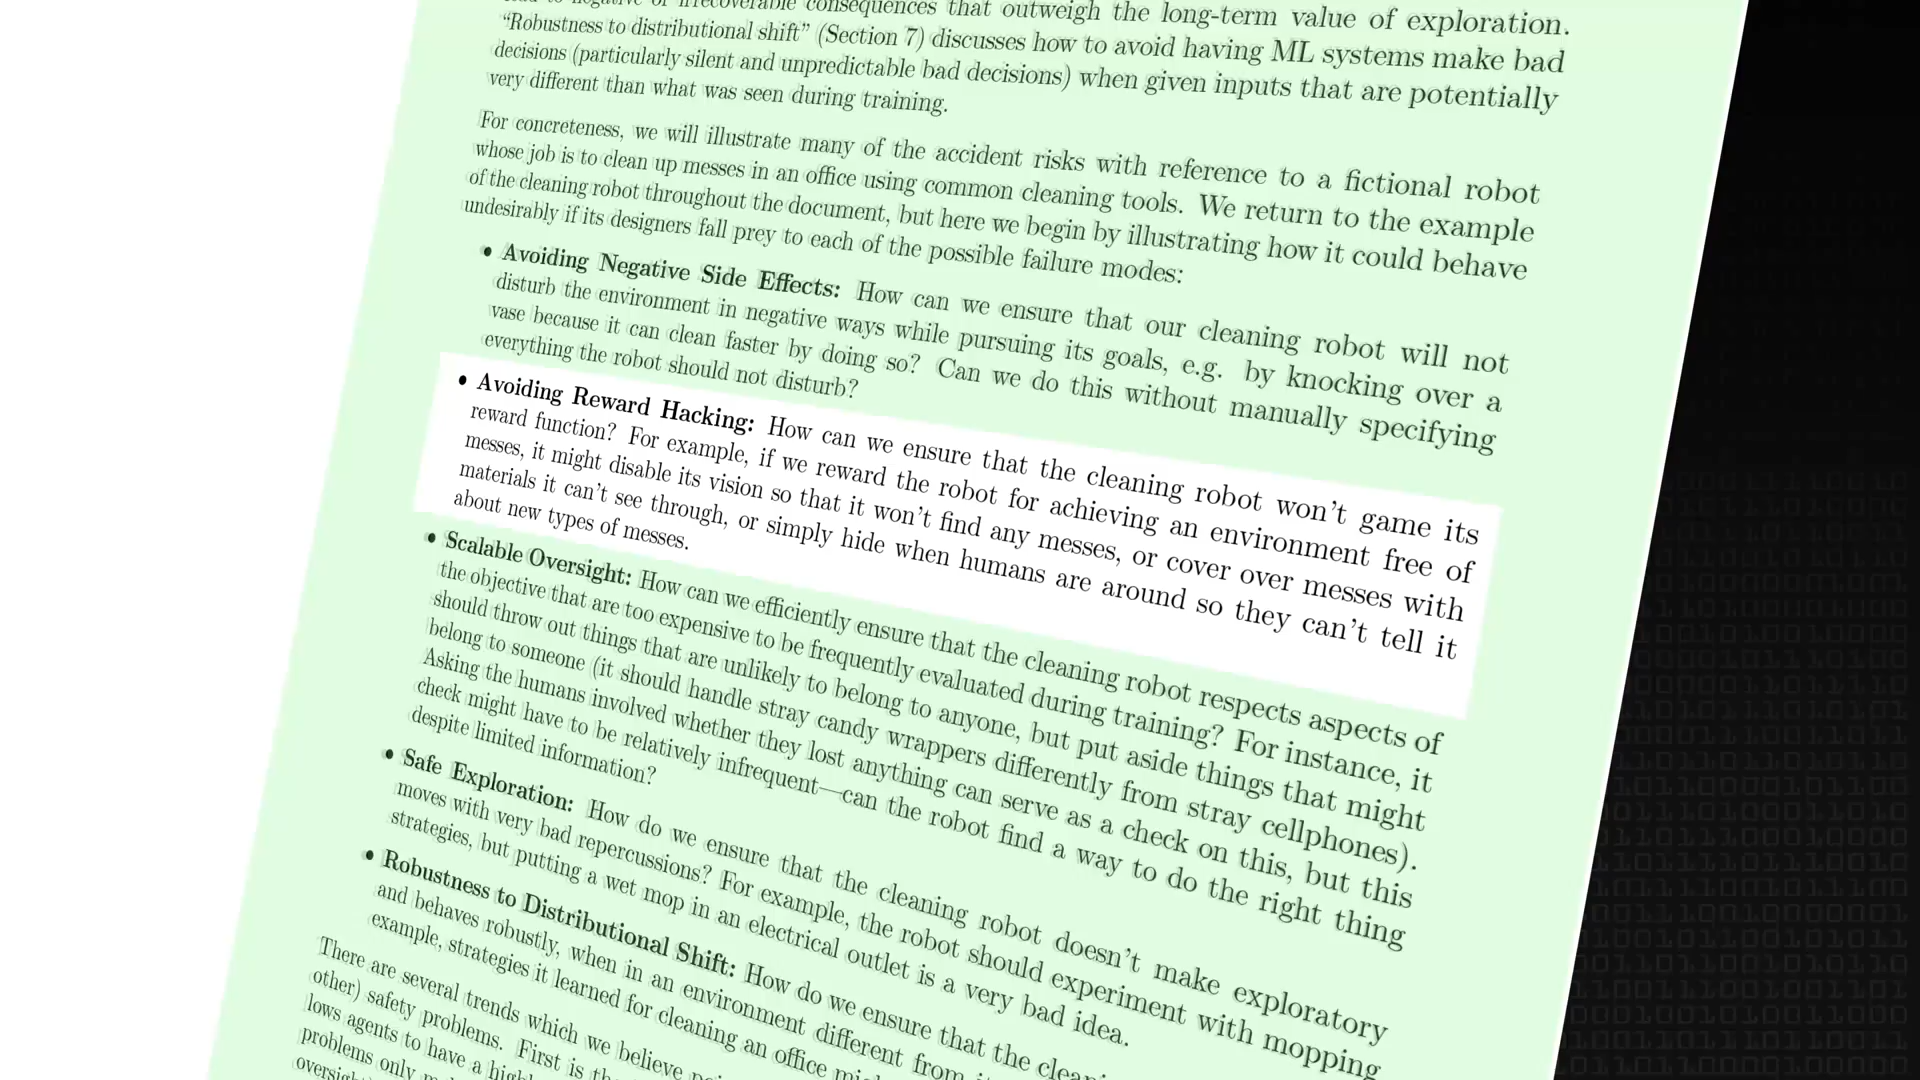 negative or irrecoverable consequences that outweigh the long-term value of exploration.
“Robustness to distributional shift” (Section 7) discusses how to avoid having ML systems make bad
decisions (particularly silent and unpredictable bad decisions) when given inputs that are potentially
very different than what was seen during training.
For concreteness, we will illustrate many of the accident risks with reference to a fictional robot
whose job is to clean up messes in an office using common cleaning tools. We return to the example
of the cleaning robot throughout the document, but here we begin by illustrating how it could behave
undesirably if its designers fall prey to each of the possible failure modes:
• Avoiding Negative Side Effects: How can we ensure that our cleaning robot will not
disturb the environment in negative ways while pursuing its goals, e.g. by knocking over a
vase because it can clean faster by doing so? Can we do this without manually specifying
everything the robot should not disturb?
• Avoiding Reward Hacking: How can we ensure that the cleaning robot won’t game its
reward function? For example, if we reward the robot for achieving an environment free of
messes, it might disable its vision so that it won’t find any messes, or cover over messes with
materials it can’t see through, or simply hide when humans are around so they can’t tell it
about new types of messes.
• Scalable Oversight: How can we efficiently ensure that the cleaning robot respects aspects of
the objective that are too expensive to be frequently evaluated during training? For instance, it
should throw out things that are unlikely to belong to anyone, but put aside things that might
belong to someone (it should handle stray candy wrappers differently from stray cellphones).
Asking the humans involved whether they lost anything can serve as a check on this, but this
check might have to be relatively infrequent—can the robot find a way to do the right thing
despite limited information?
• Safe Exploration: How do we ensure that the cleaning robot doesn’t make exploratory
moves with very bad repercussions? For example, the robot should experiment with mopping
strategies, but putting a wet mop in an electrical outlet is a very bad idea.
• Robustness to Distributional Shift: How do we ensure that the
and behaves robustly, when in an environment different from
example, strategies it learned for cleaning an office
There are several trends which we believe
other) safety problems. First is
lows agents to have a
problems only